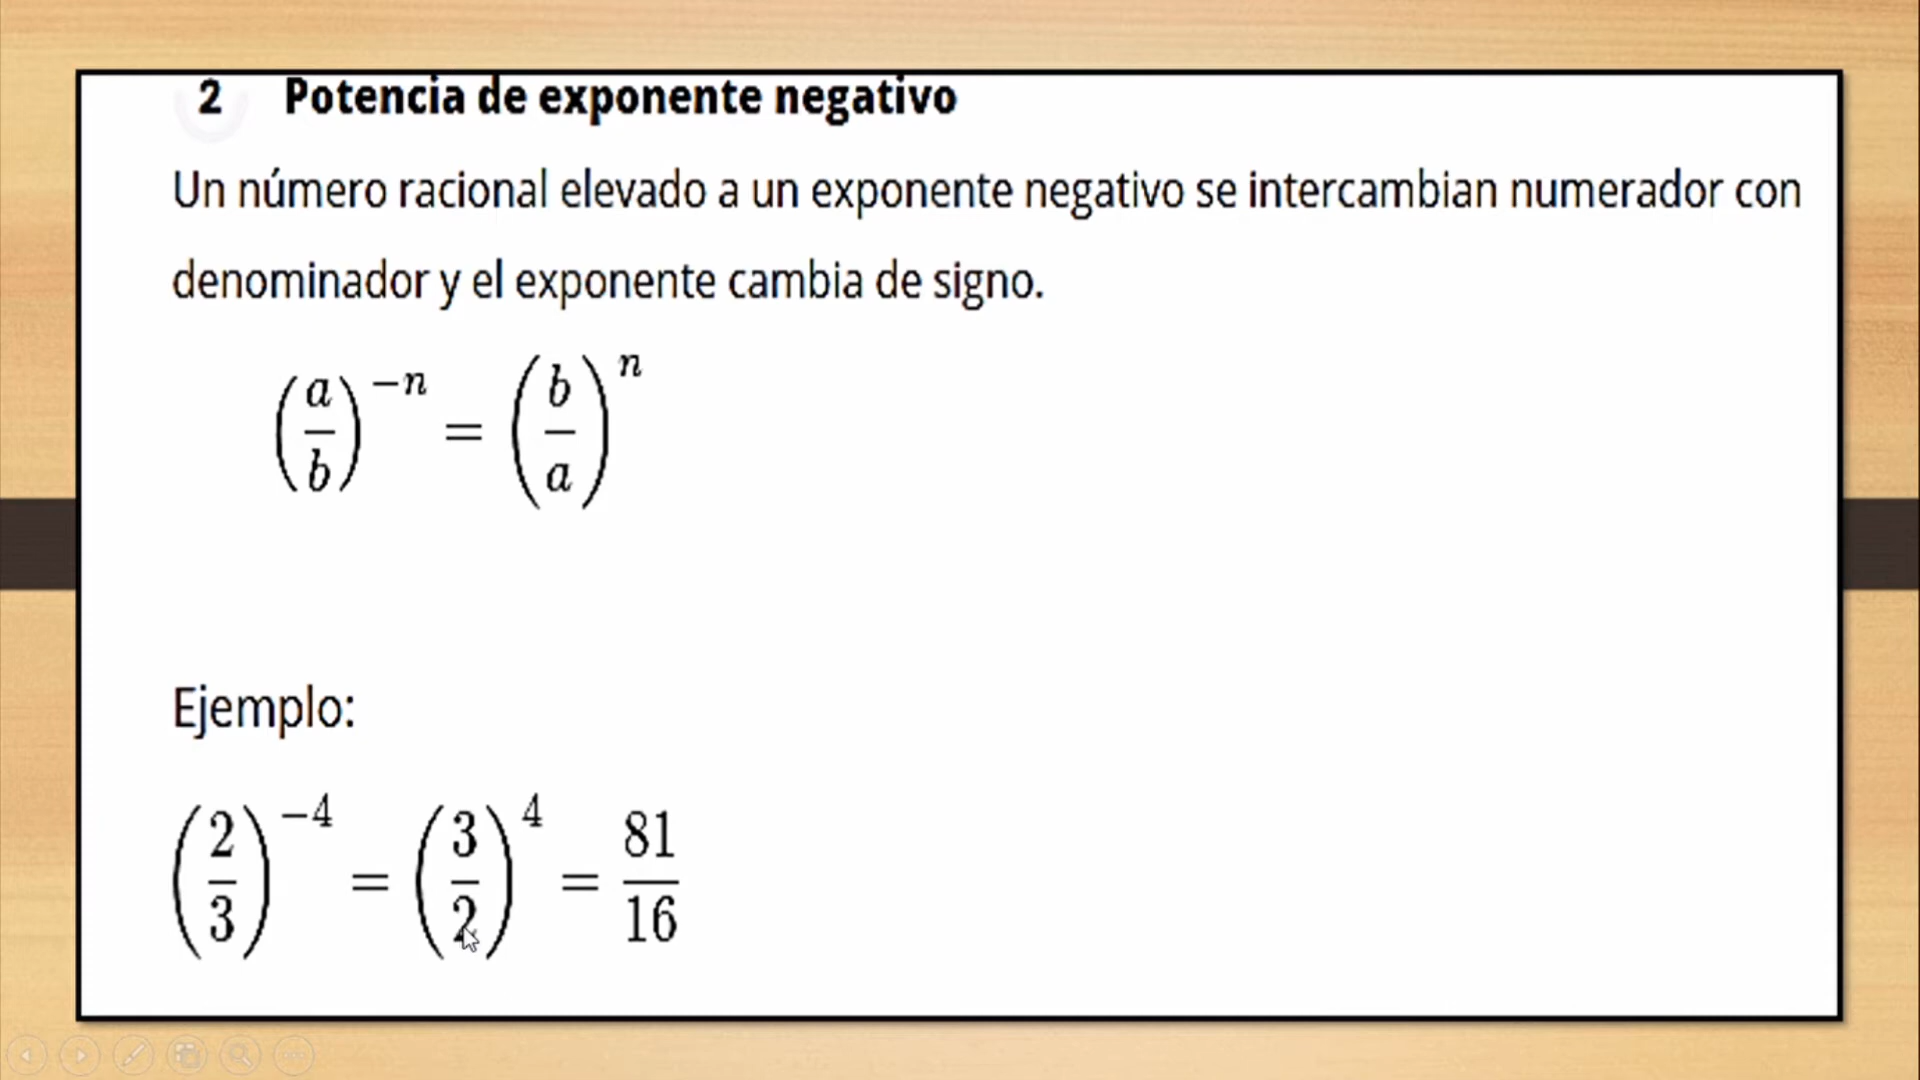 2 Potencia de exponente negativo
Un número racional elevado a un exponente negativo se intercambian numerador con
denominador y el exponente cambia de signo.
(a/b)^−n = (b/a)^n
Ejemplo:
(2/3)^−4 = (3/2)^4 = 81/16